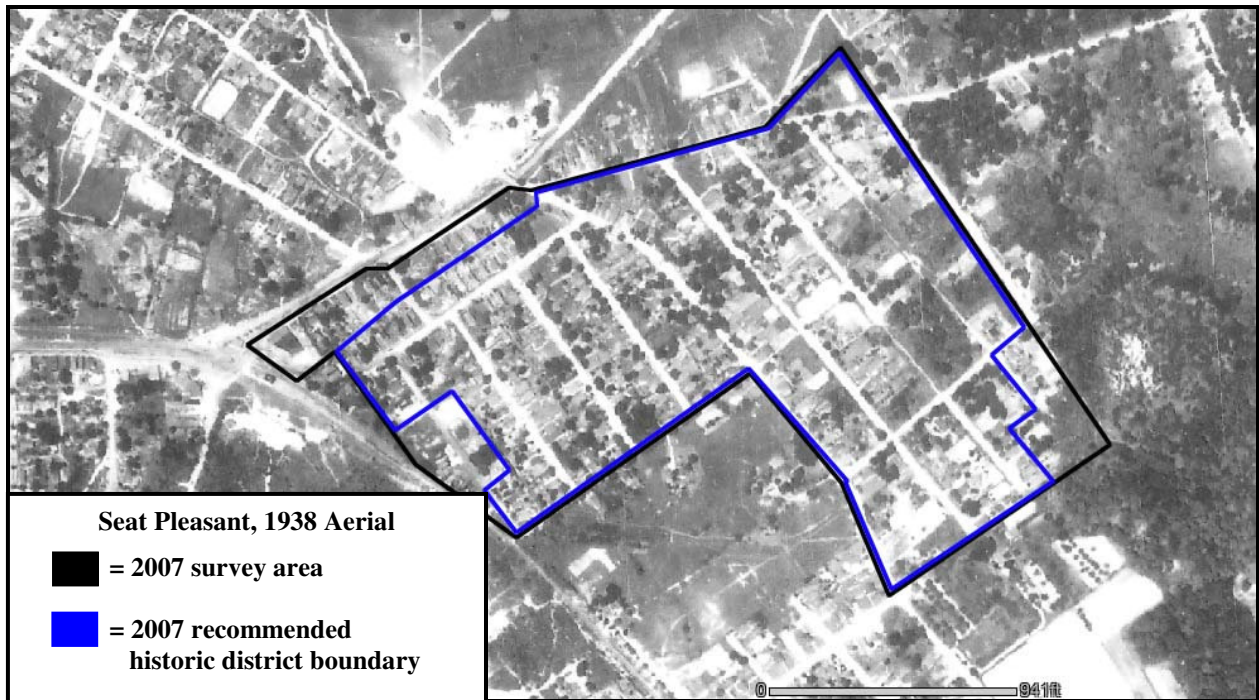 Seat Pleasant, 1938 Aerial
= 2007 survey area
= 2007 recommended
historic district boundary
0 941ft